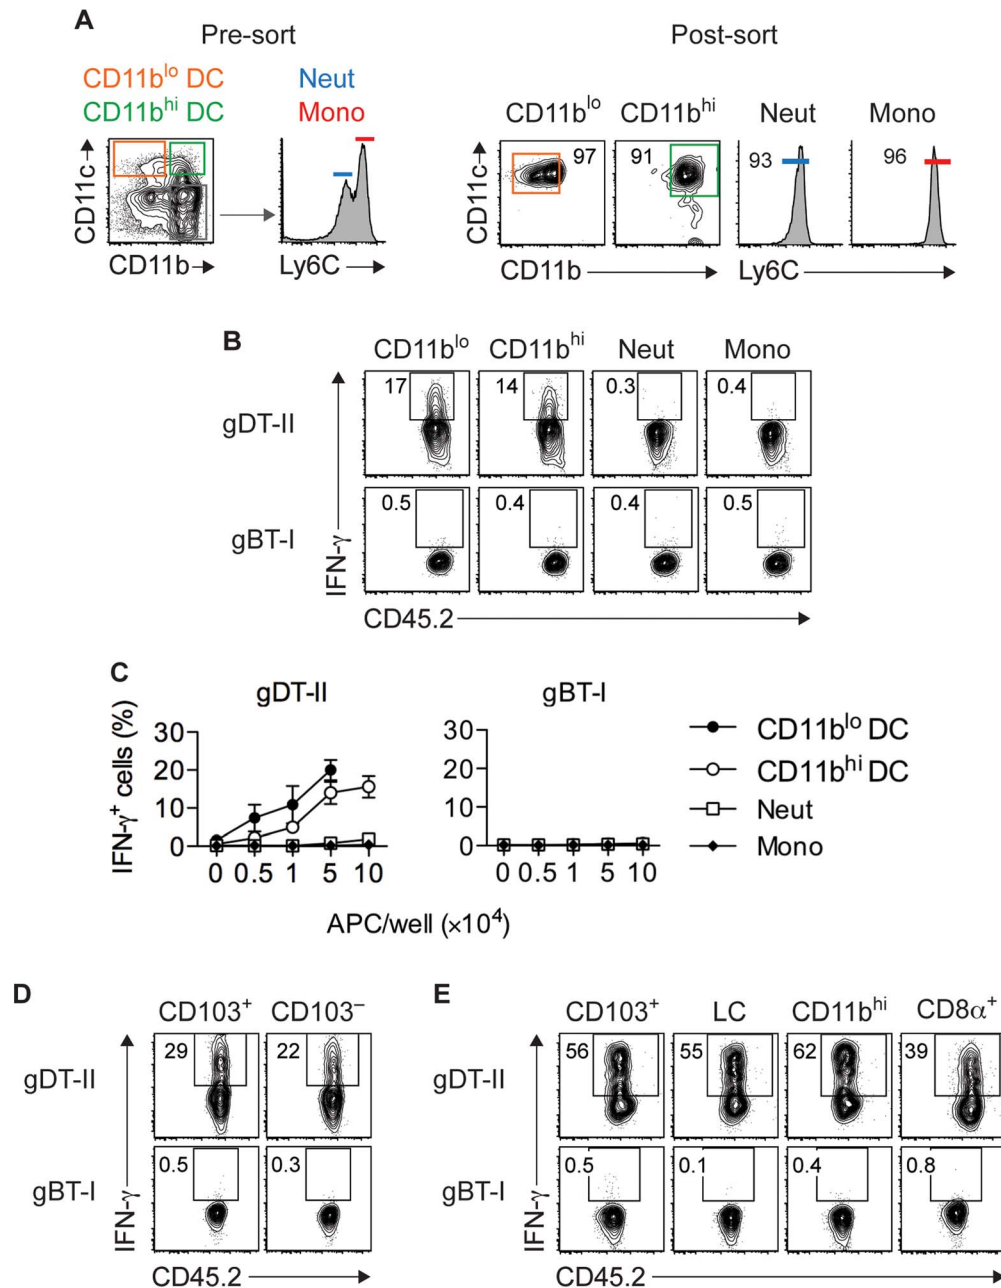 A
Pre-sort
Post-sort
CD11b^lo DC
CD11b^hi DC
Neut
Mono
CD11b^lo
CD11b^hi
Neut
Mono
97
91
93
96
CD11c
CD11b
Ly6C
CD11c
CD11b
Ly6C
B
CD11b^lo
CD11b^hi
Neut
Mono
gDT-II
17
14
0.3
0.4
gBT-I
0.5
0.4
0.4
0.5
IFN-γ
CD45.2
C
gDT-II
gBT-I
IFN-γ+ cells (%)
30
20
10
0
0 0.5 1 5 10
30
20
10
0
0 0.5 1 5 10
APC/well (×10^4)
CD11b^lo DC
CD11b^hi DC
Neut
Mono
D
CD103+
CD103–
gDT-II
29
22
gBT-I
0.5
0.3
IFN-γ
CD45.2
E
CD103+
LC
CD11b^hi
CD8α+
gDT-II
56
55
62
39
gBT-I
0.5
0.1
0.4
0.8
IFN-γ
CD45.2